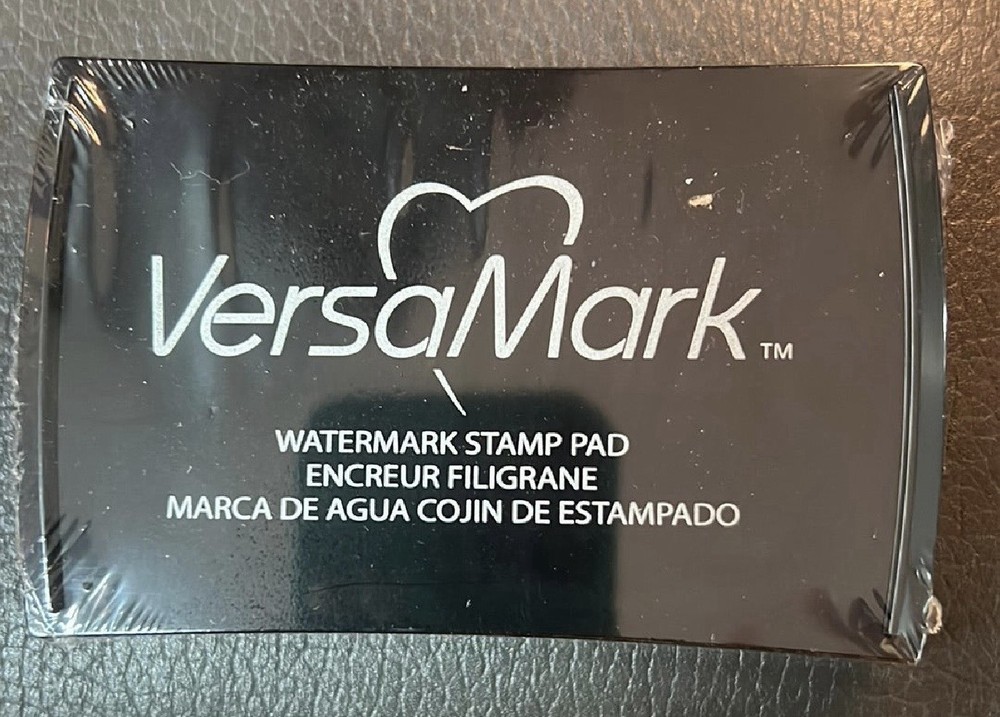 VersaMark™
WATERMARK STAMP PAD
ENCREUR FILIGRANE
MARCA DE AGUA COJIN DE ESTAMPADO